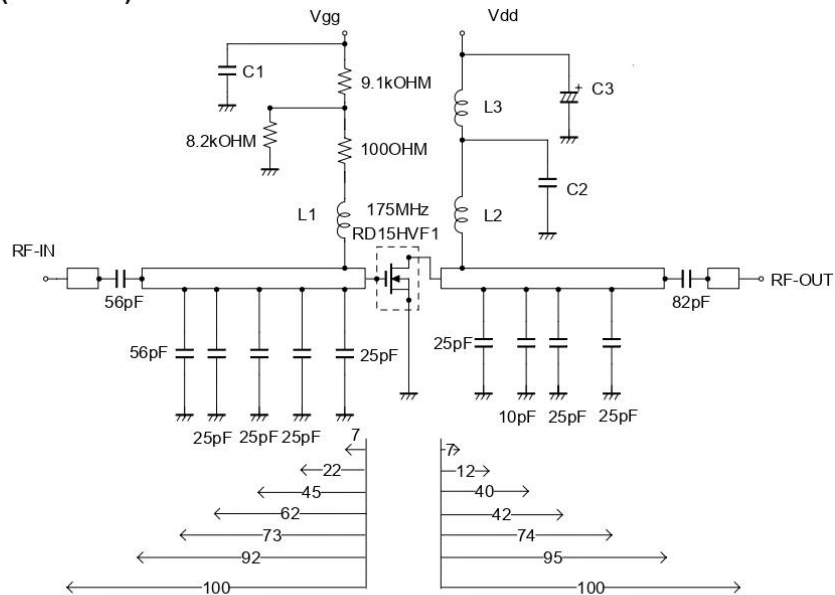 Vgg
Vdd
C1
9.1kOHM
L3
C3
+
8.2kOHM
100OHM
C2
L1
175MHz
L2
RD15HVF1
RF-IN
RF-OUT
56pF
82pF
56pF
25pF
25pF
25pF 25pF 25pF
10pF 25pF
25pF
7
7
22
12
45
40
62
42
73
74
92
95
100
100